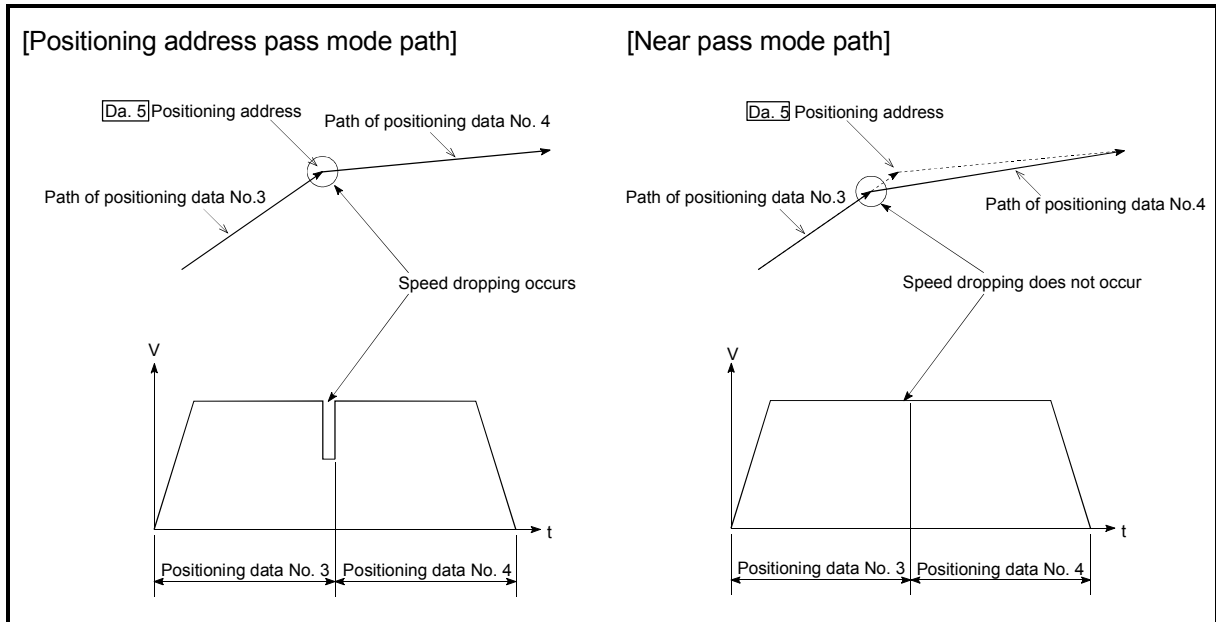 [Positioning address pass mode path]
Da. 5 Positioning address
Path of positioning data No. 4
Path of positioning data No.3
Speed dropping occurs
V
t
Positioning data No. 3
Positioning data No. 4
[Near pass mode path]
Da. 5 Positioning address
Path of positioning data No.3
Path of positioning data No.4
Speed dropping does not occur
V
t
Positioning data No. 3
Positioning data No. 4